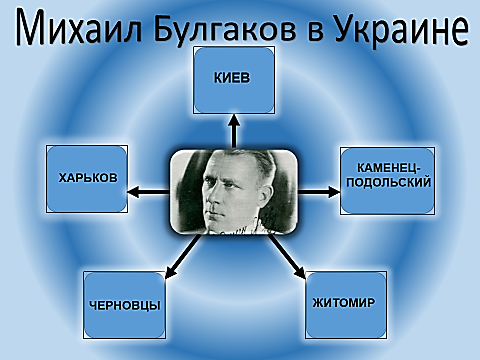 Михаил Булгаков в Украине
КИЕВ
ХАРЬКОВ
КАМЕНЕЦ-
ПОДОЛЬСКИЙ
ЧЕРНОВЦЫ
ЖИТОМИР